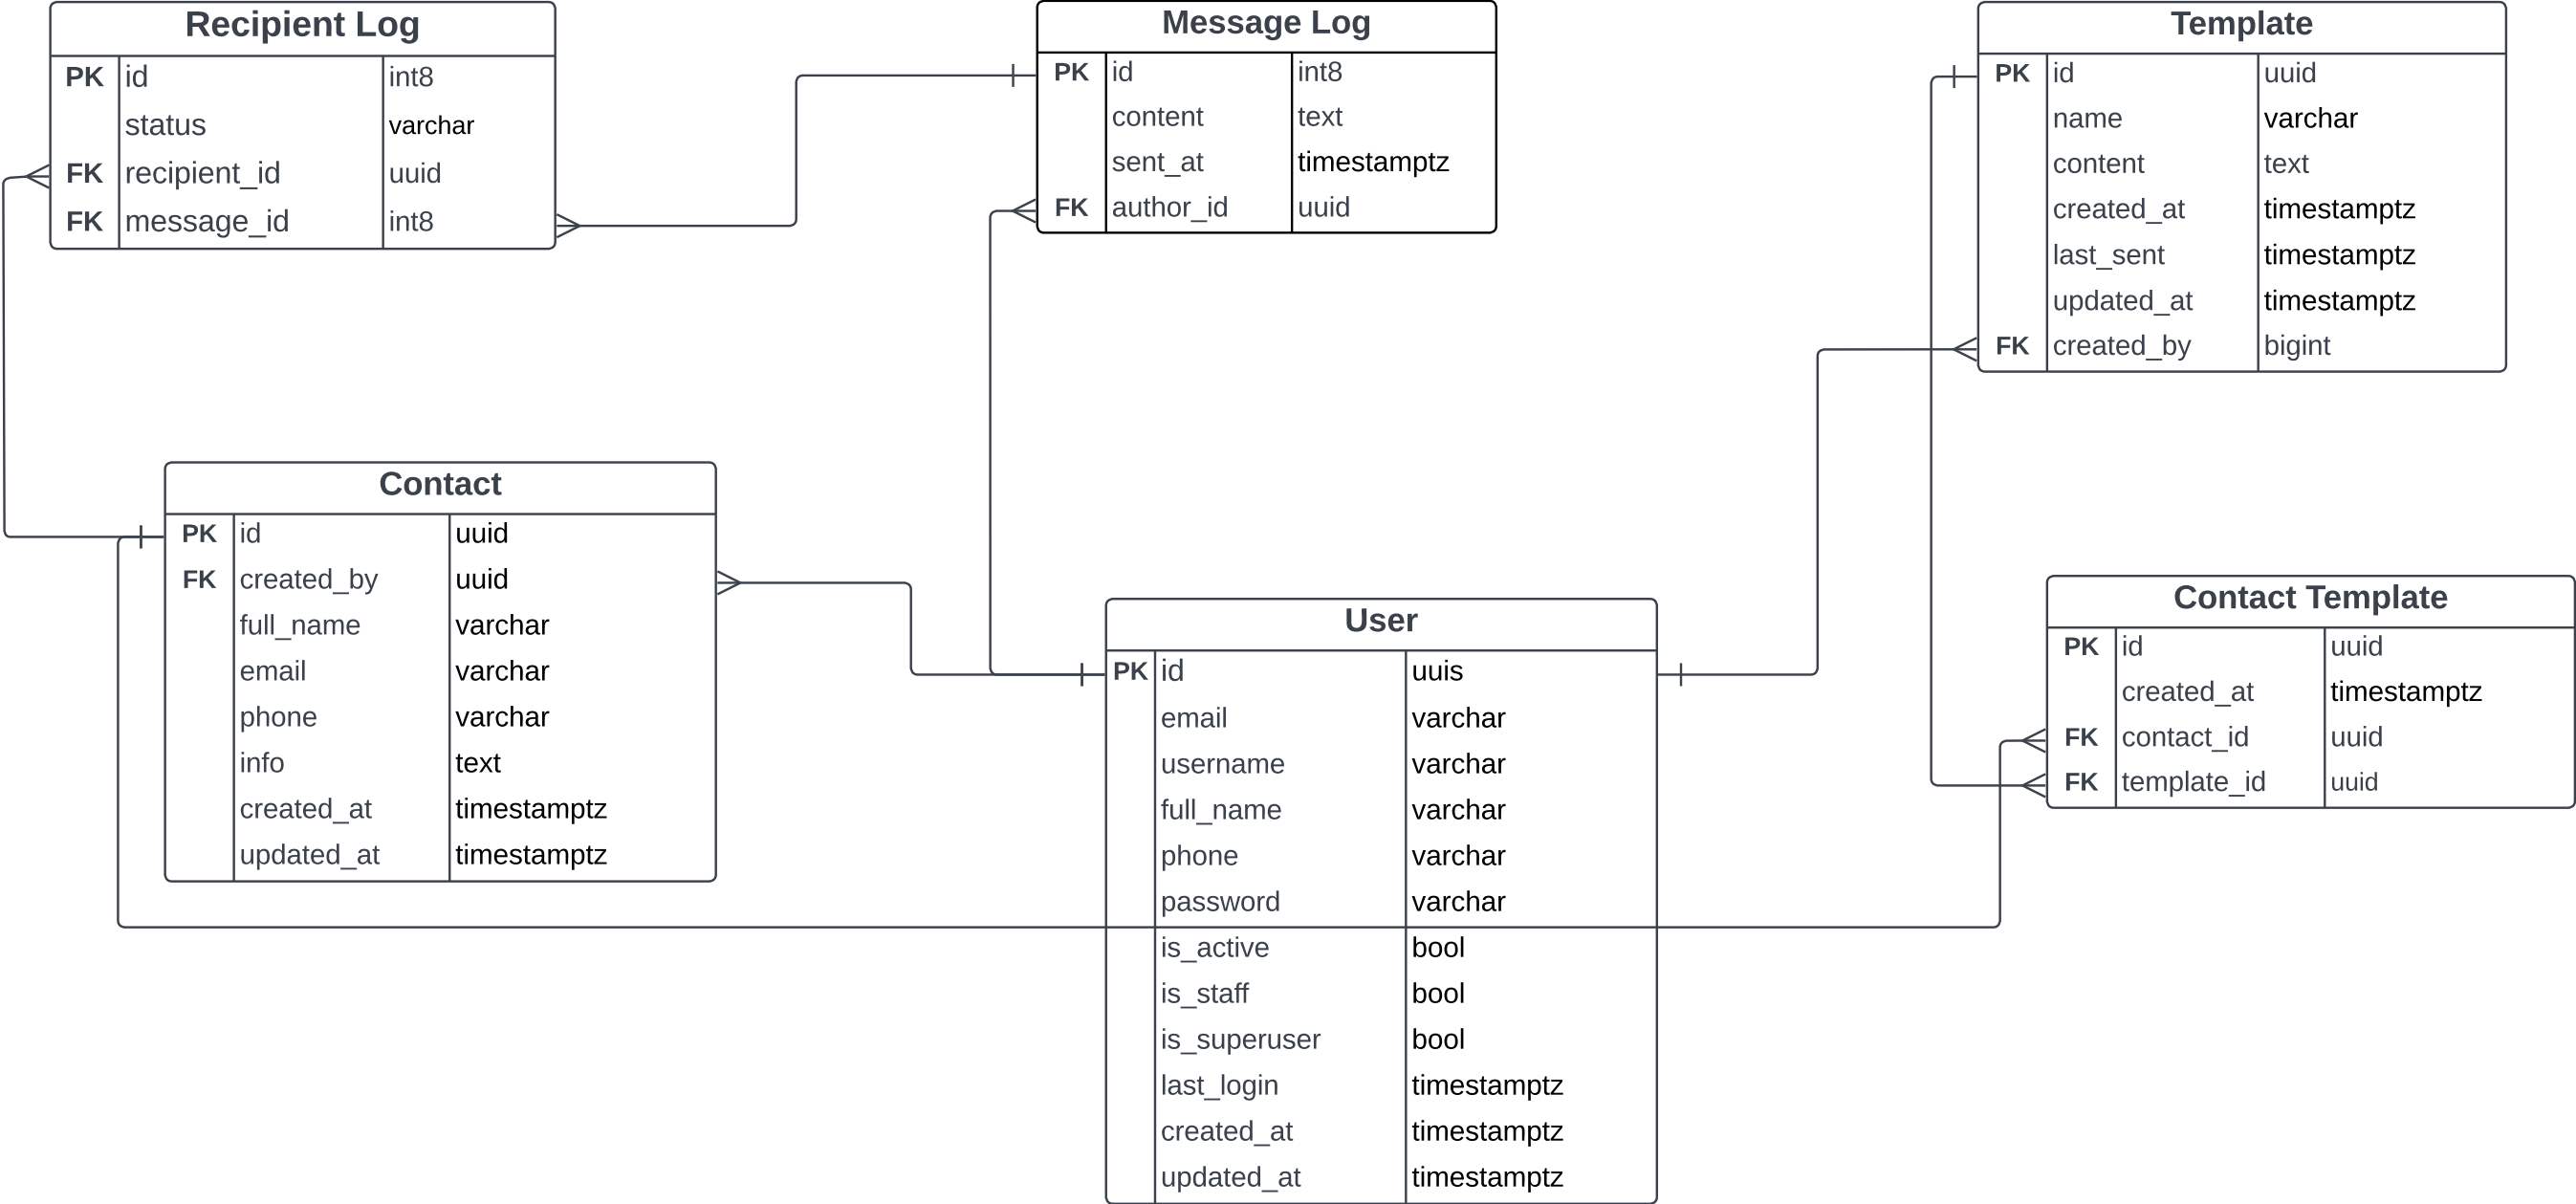 Recipient Log
PK id int8
status varchar
FK recipient_id uuid
FK message_id int8
Message Log
PK id int8
content text
sent_at timestamptz
FK author_id uuid
Template
PK id uuid
name varchar
content text
created_at timestamptz
last_sent timestamptz
updated_at timestamptz
FK created_by bigint
Contact
PK id uuid
FK created_by uuid
full_name varchar
email varchar
phone varchar
info text
created_at timestamptz
updated_at timestamptz
User
PK id uuis
email varchar
username varchar
full_name varchar
phone varchar
password varchar
is_active bool
is_staff bool
is_superuser bool
last_login timestamptz
created_at timestamptz
updated_at timestamptz
Contact Template
PK id uuid
created_at timestamptz
FK contact_id uuid
FK template_id uuid